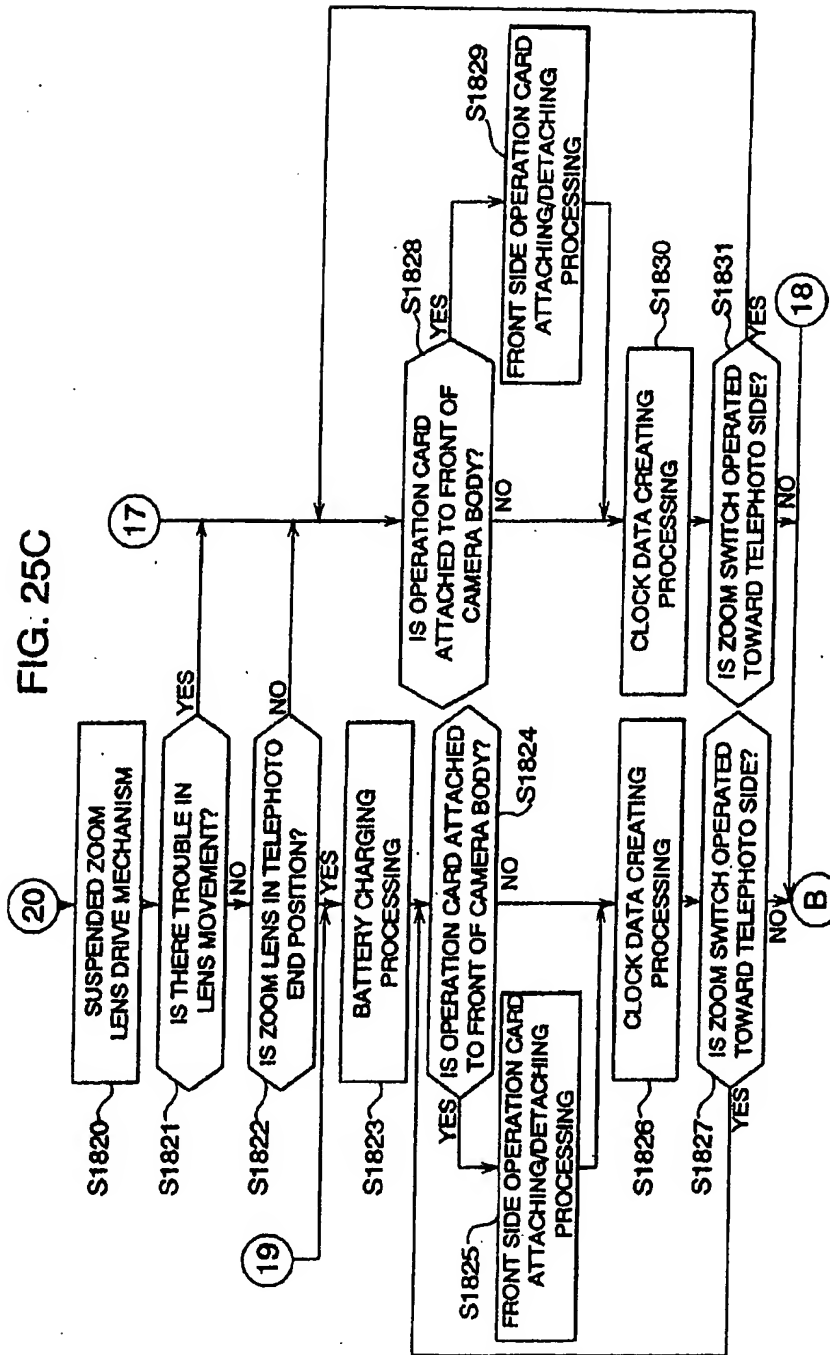 FIG. 25C
20
SUSPENDED ZOOM
LENS DRIVE MECHANISM
S1820
IS THERE TROUBLE IN
LENS MOVEMENT?
S1821
YES
NO
IS ZOOM LENS IN TELEPHOTO
END POSITION?
S1822
NO
YES
19
BATTERY CHARGING
PROCESSING
S1823
IS OPERATION CARD ATTACHED
TO FRONT OF CAMERA BODY?
S1824
YES
NO
FRONT SIDE OPERATION CARD
ATTACHING/DETACHING
PROCESSING
S1825
CLOCK DATA CREATING
PROCESSING
S1826
IS ZOOM SWITCH OPERATED
TOWARD TELEPHOTO SIDE?
S1827
YES
NO
B
17
IS OPERATION CARD
ATTACHED TO FRONT OF
CAMERA BODY?
S1828
YES
NO
FRONT SIDE OPERATION CARD
ATTACHING/DETACHING
PROCESSING
S1829
CLOCK DATA CREATING
PROCESSING
S1830
IS ZOOM SWITCH OPERATED
TOWARD TELEPHOTO SIDE?
S1831
YES
NO
18